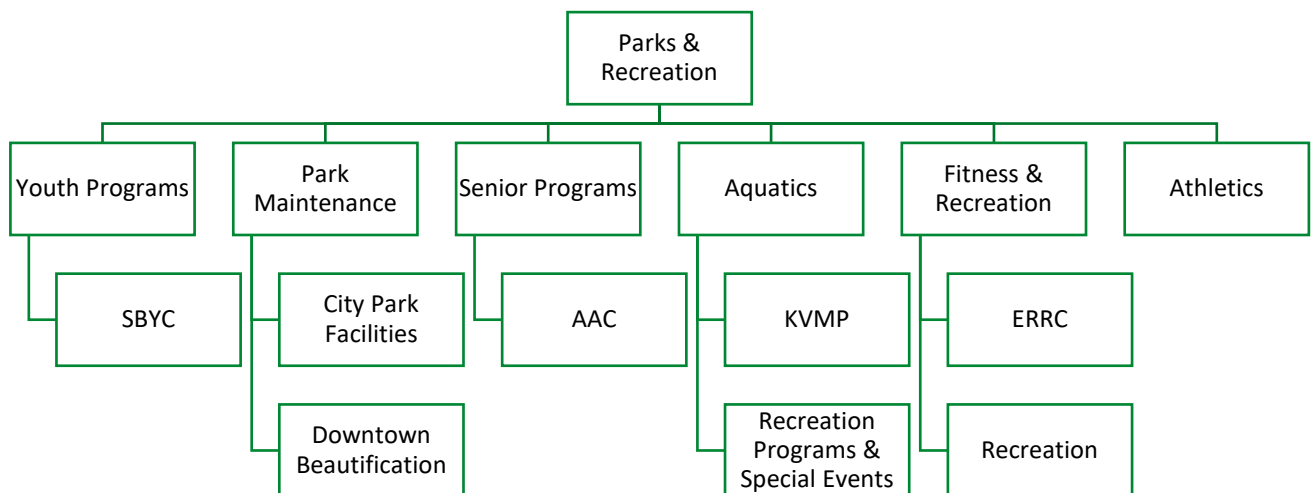 Parks &
Recreation
Youth Programs
Park
Maintenance
Senior Programs
Aquatics
Fitness &
Recreation
Athletics
SBYC
City Park
Facilities
AAC
KVMP
ERRC
Downtown
Beautification
Recreation
Programs &
Special Events
Recreation